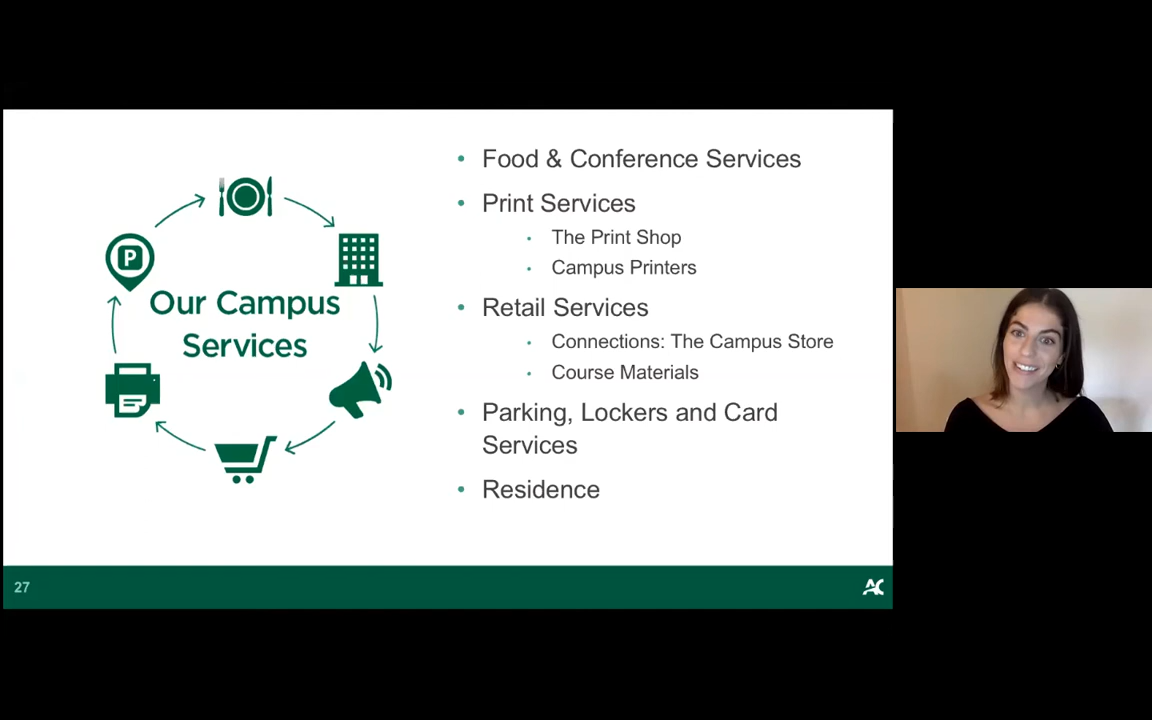 Our Campus
Services
Food & Conference Services
Print Services
The Print Shop
Campus Printers
Retail Services
Connections: The Campus Store
Course Materials
Parking, Lockers and Card
Services
Residence
P
27
AC